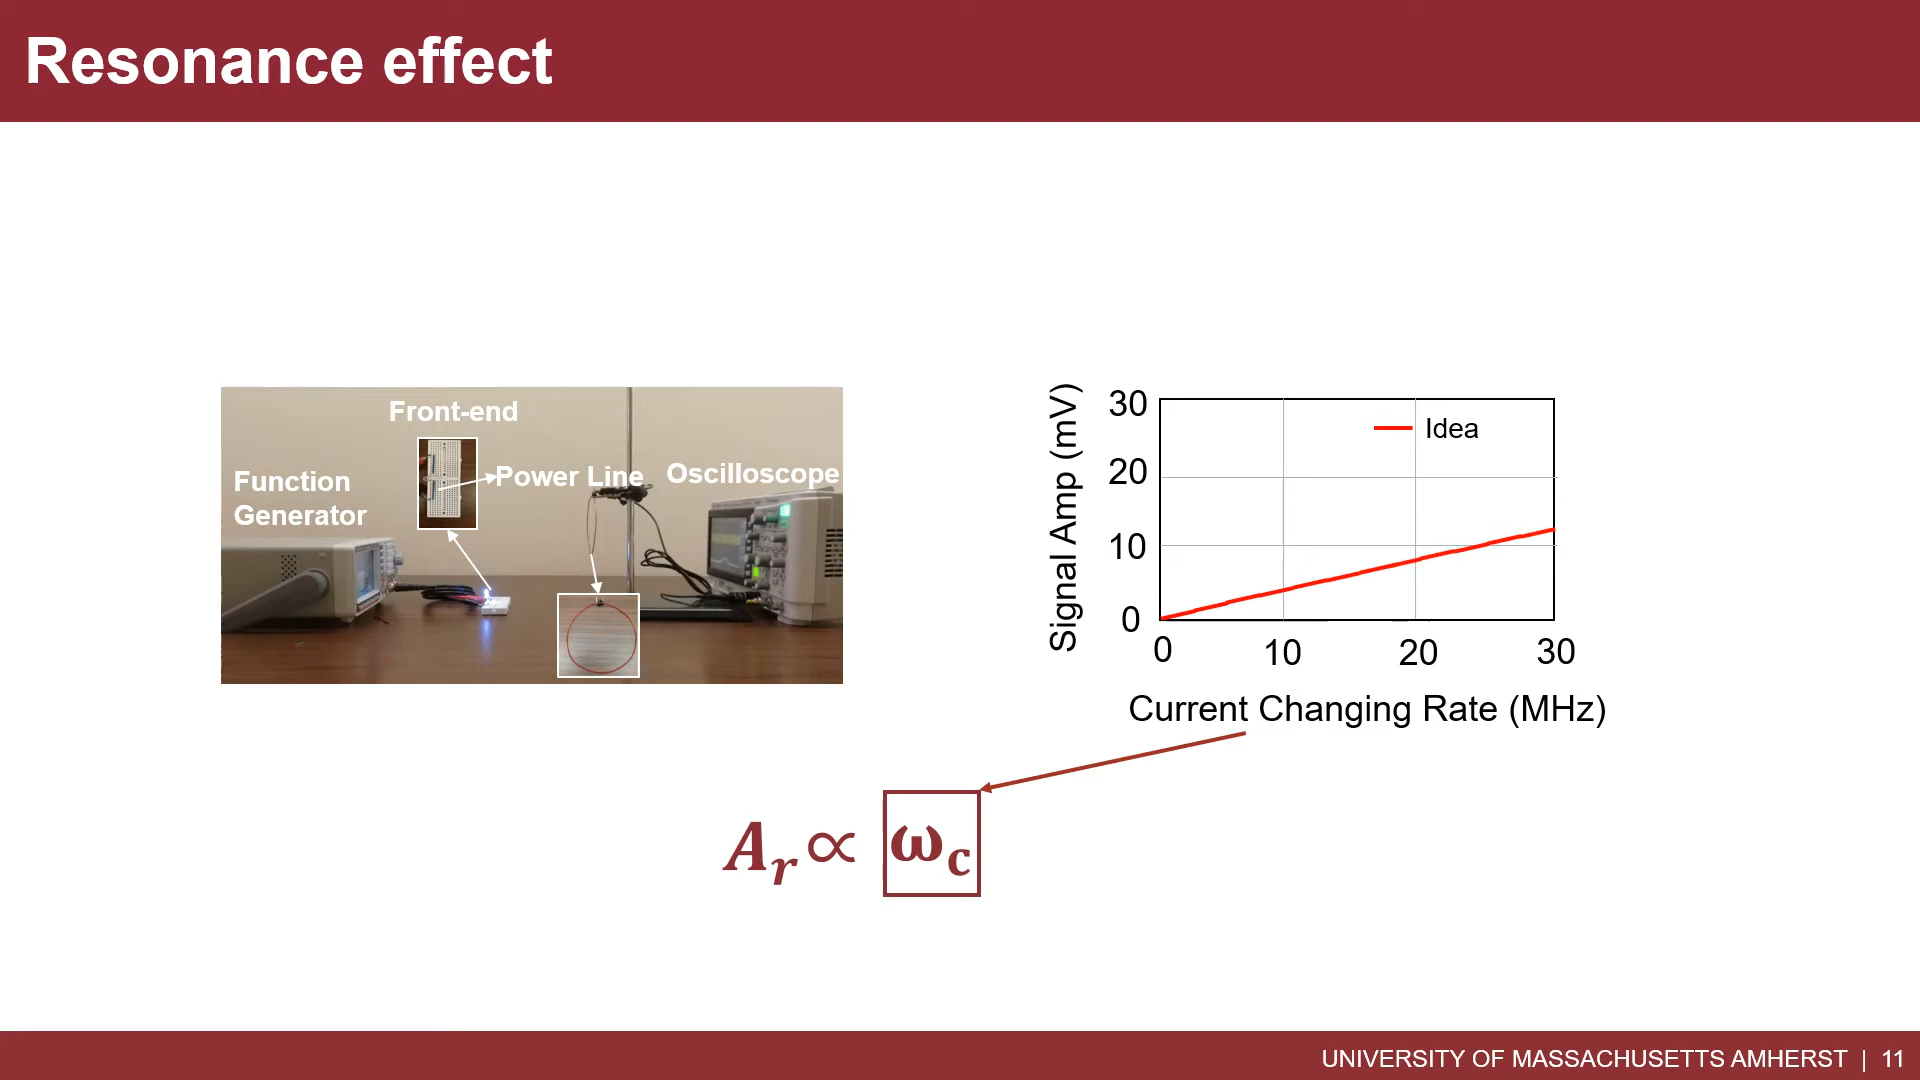 Resonance effect
Front-end
Function
Generator
Power Line
Oscilloscope
Signal Amp (mV)
30
20
10
0
Idea
0 10 20 30
Current Changing Rate (MHz)
A_r ∝ ω_c
UNIVERSITY OF MASSACHUSETTS AMHERST | 11